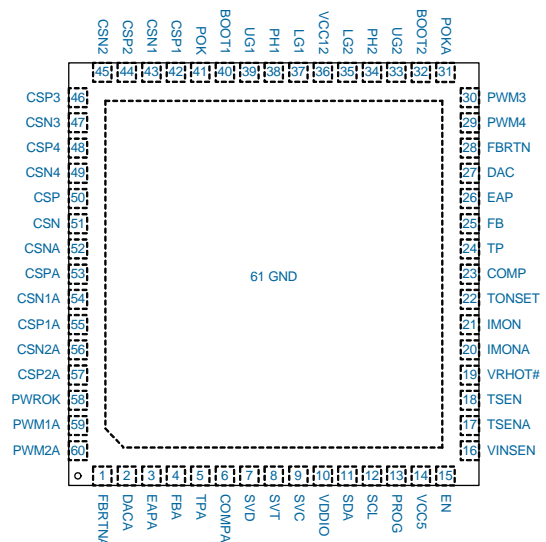 CSN2 CSP2 CSN1 CSP1 POK BOOT1 UG1 PH1 LG1 VCC12 LG2 PH2 UG2 BOOT2 POKA
45 44 43 42 41 40 39 38 37 36 35 34 33 32 31
CSP3 46 30 PWM3
CSN3 47 29 PWM4
CSP4 48 28 FBRTN
CSN4 49 27 DAC
CSP 50 26 EAP
CSN 51 25 FB
CSNA 52 24 TP
CSPA 53 61 GND 23 COMP
CSN1A 54 22 TONSET
CSP1A 55 21 IMON
CSN2A 56 20 IMONA
CSP2A 57 19 VRHOT#
PWROK 58 18 TSEN
PWM1A 59 17 TSENA
PWM2A 60 16 VINSEN
1 2 3 4 5 6 7 8 9 10 11 12 13 14 15
FBRTNA DACA EAPA FBA TPA COMPA SVD SVT SVC VDDIO SDA SCL PROG VCC5 EN